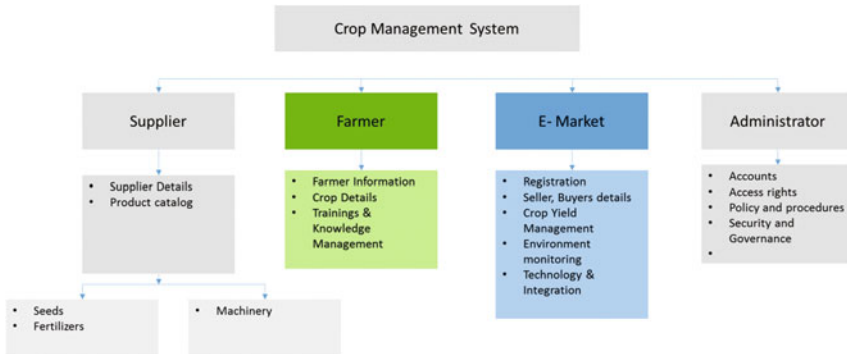 Crop Management System
Supplier
Farmer
E- Market
Administrator
• Supplier Details
• Product catalog
• Farmer Information
• Crop Details
• Trainings &
Knowledge
Management
• Registration
• Seller, Buyers details
• Crop Yield
Management
• Environment
monitoring
• Technology &
Integration
• Accounts
• Access rights
• Policy and procedures
• Security and
Governance
•
• Seeds
• Fertilizers
• Machinery